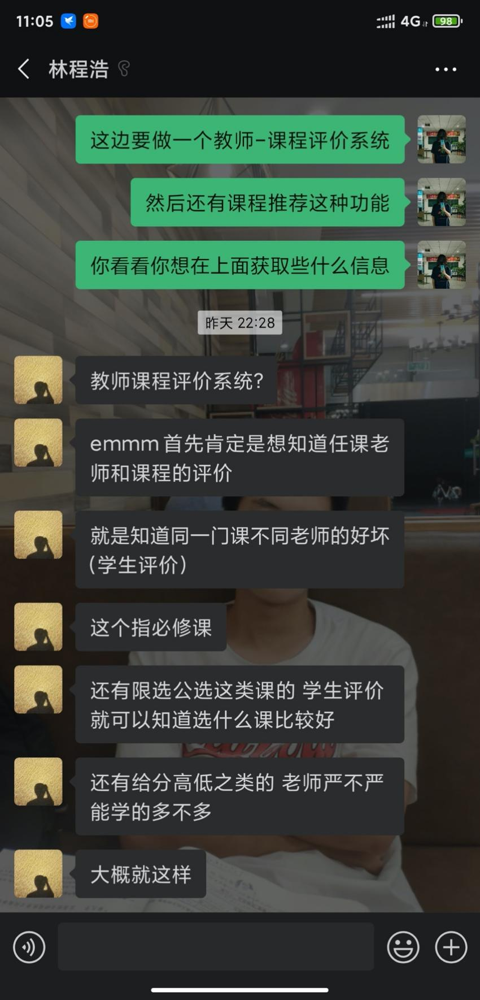 11:05
4G
98
林程浩
这边要做一个教师-课程评价系统
然后还有课程推荐这种功能
你看看你想在上面获取些什么信息
昨天 22:28
教师课程评价系统?
emmm首先肯定是想知道任课老
师和课程的评价
就是知道同一门课不同老师的好坏
(学生评价)
这个指必修课
还有限选公选这类课的 学生评价
就可以知道选什么课比较好
还有给分高低之类的 老师严不严
能学的多不多
大概就这样